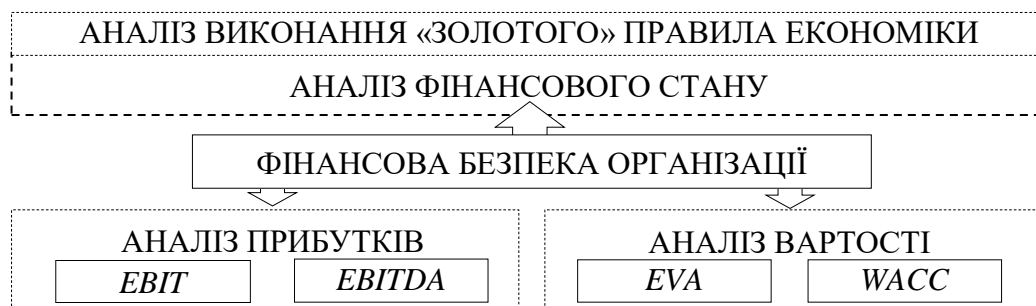 АНАЛІЗ ВИКОНАННЯ «ЗОЛОТОГО» ПРАВИЛА ЕКОНОМІКИ
АНАЛІЗ ФІНАНСОВОГО СТАНУ
ФІНАНСОВА БЕЗПЕКА ОРГАНІЗАЦІЇ
АНАЛІЗ ПРИБУТКІВ
EBIT
EBITDA
АНАЛІЗ ВАРТОСТІ
EVA
WACC